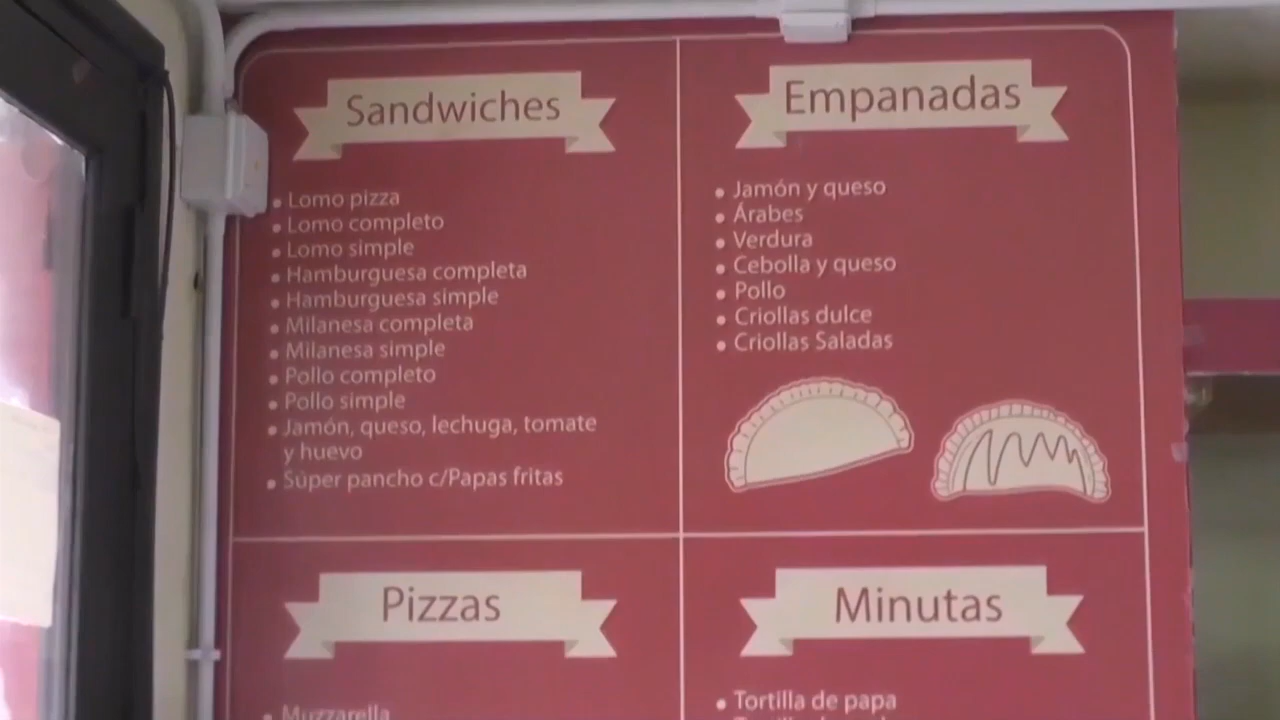 Sandwiches
Lomo pizza
Lomo completo
Lomo simple
Hamburguesa completa
Hamburguesa simple
Milanesa completa
Milanesa simple
Pollo completo
Pollo simple
Jamón, queso, lechuga, tomate
y huevo
Súper pancho c/Papas fritas
Empanadas
Jamón y queso
Árabes
Verdura
Cebolla y queso
Pollo
Criollas dulce
Criollas Saladas
Pizzas
Muzzarella
Minutas
Tortilla de papa